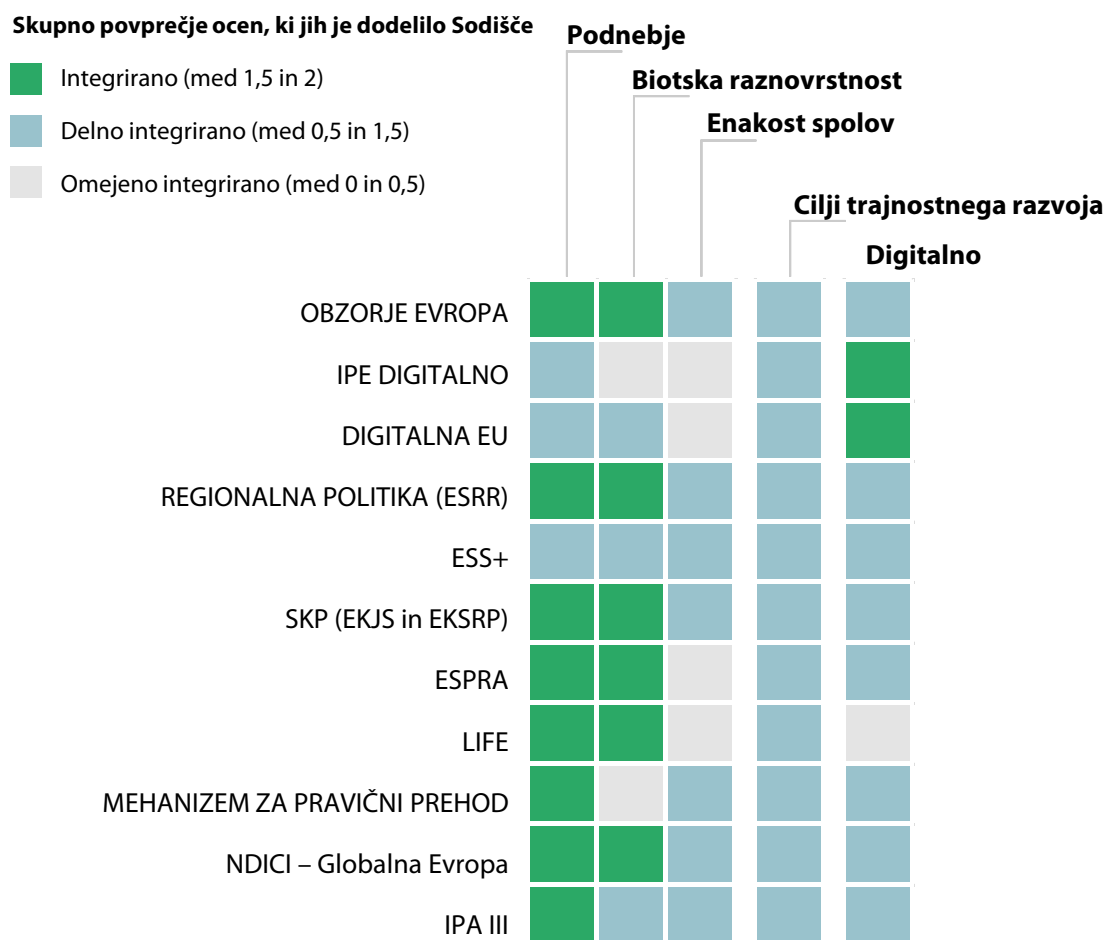 Skupno povprečje ocen, ki jih je dodelilo Sodišče
Integrirano (med 1,5 in 2)
Delno integrirano (med 0,5 in 1,5)
Omejeno integrirano (med 0 in 0,5)
Podnebje
Biotska raznovrstnost
Enakost spolov
Cilji trajnostnega razvoja
Digitalno
OBZORJE EVROPA
IPE DIGITALNO
DIGITALNA EU
REGIONALNA POLITIKA (ESRR)
ESS+
SKP (EKJS in EKSRP)
ESPRA
LIFE
MEHANIZEM ZA PRAVIČNI PREHOD
NDICI – Globalna Evropa
IPA III